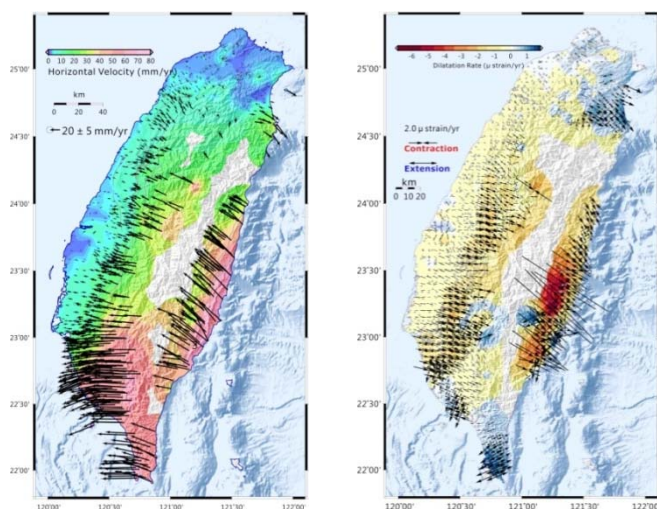 0 10 20 30 40 50 60 70 80
Horizontal Velocity (mm/yr)
km
0 20 40
20 ± 5 mm/yr
25˚00'
24˚30'
24˚00'
23˚30'
23˚00'
22˚30'
22˚00'
120˚00' 120˚30' 121˚00' 121˚30' 122˚00'
-6 -5 -4 -3 -2 -1 0 1
Dilatation Rate (μ strain/yr)
2.0 μ strain/yr
Contraction
Extension
km
0 10 20
25˚00'
24˚30'
24˚00'
23˚30'
23˚00'
22˚30'
22˚00'
120˚00' 120˚30' 121˚00' 121˚30' 122˚00'